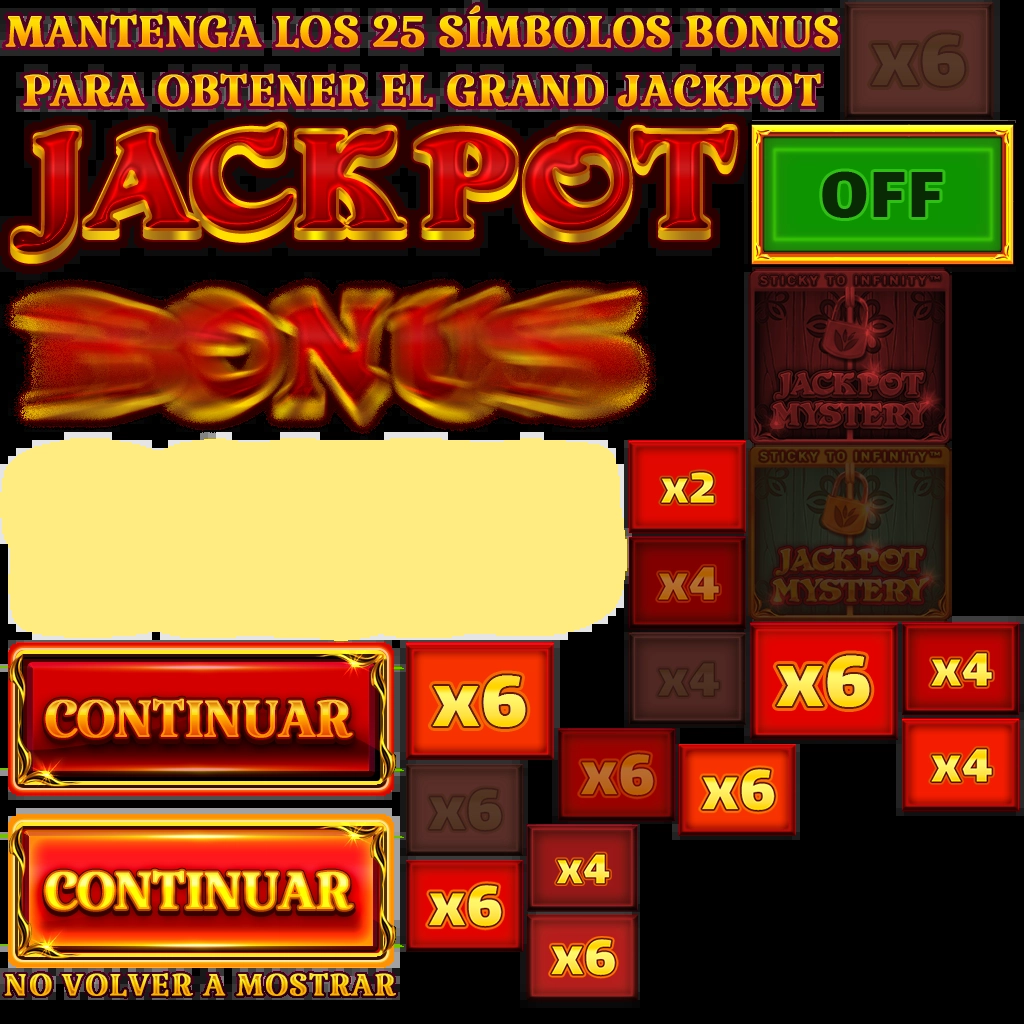 MANTENGA LOS 25 SÍMBOLOS BONUS
PARA OBTENER EL GRAND JACKPOT
x6
JACKPOT
OFF
BONUS
STICKY TO INFINITY™
JACKPOT
MYSTERY
x2
STICKY TO INFINITY™
JACKPOT
MYSTERY
x4
x4
x6
x4
CONTINUAR
x6
x6
x6
x4
x6
CONTINUAR
x4
x6
x6
NO VOLVER A MOSTRAR